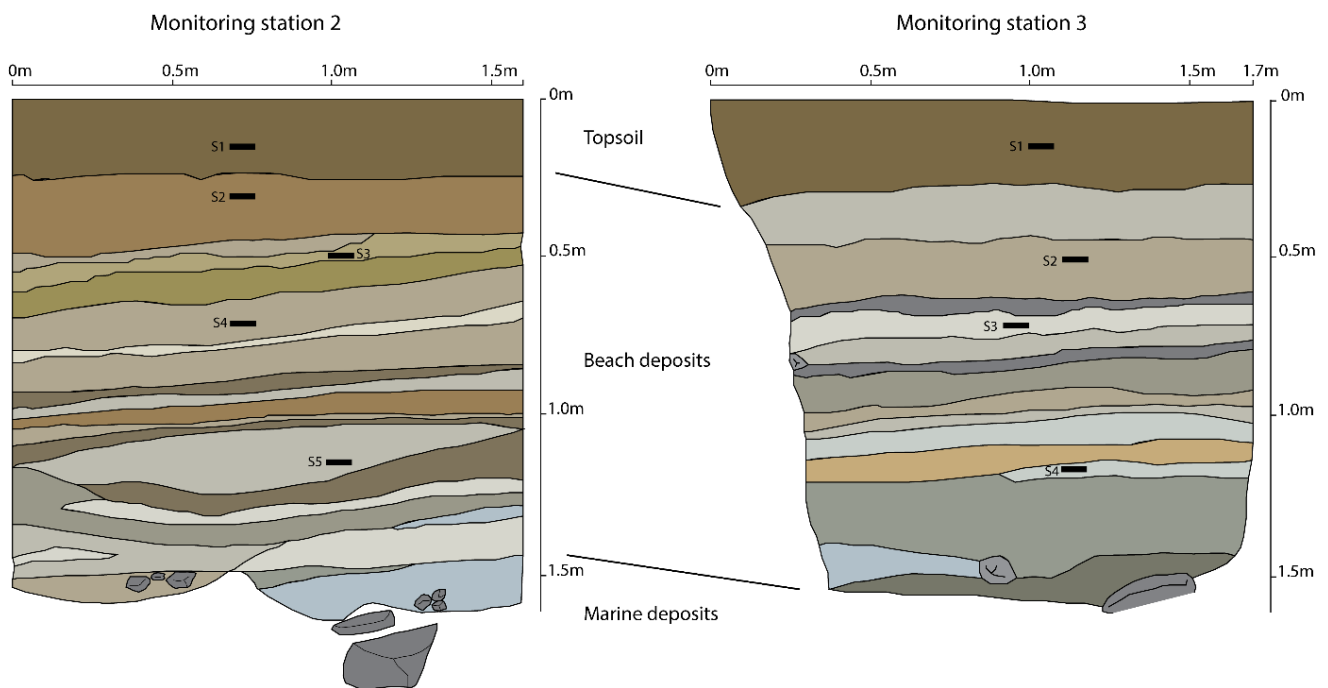 Monitoring station 2
Monitoring station 3
0m 0.5m 1.0m 1.5m
0m 0.5m 1.0m 1.5m 1.7m
0m
0.5m
1.0m
1.5m
S1
S2
S3
S4
S5
Topsoil
Beach deposits
Marine deposits
S1
S2
S3
S4
0m
0.5m
1.0m
1.5m